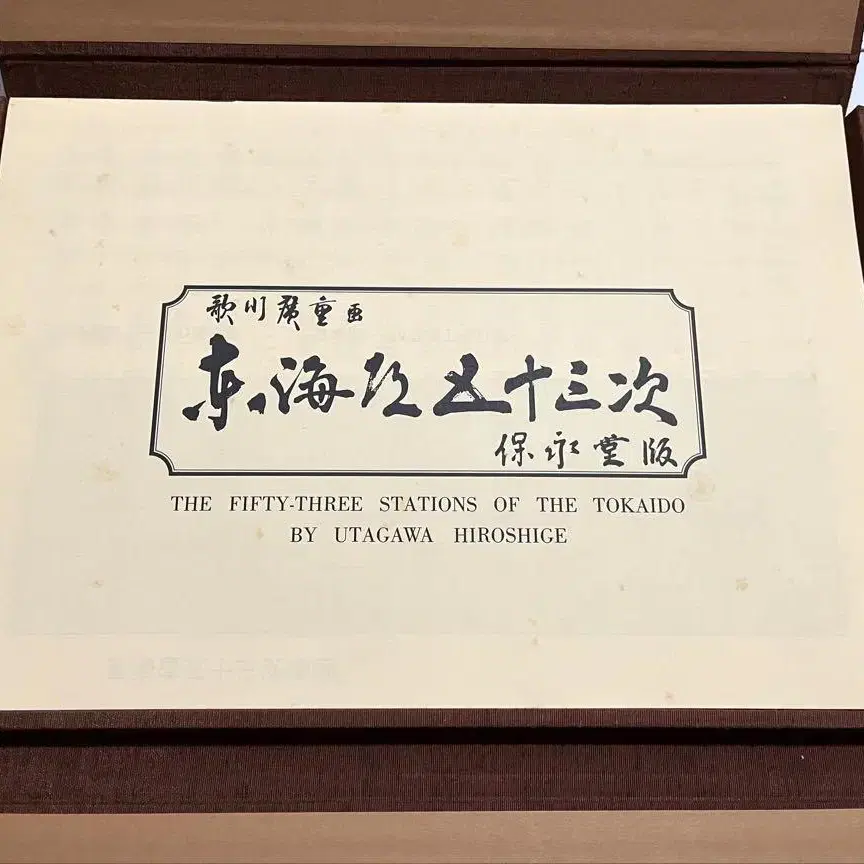 歌川廣重画
东海道五十三次
保永堂版
THE FIFTY-THREE STATIONS OF THE TOKAIDO
BY UTAGAWA HIROSHIGE